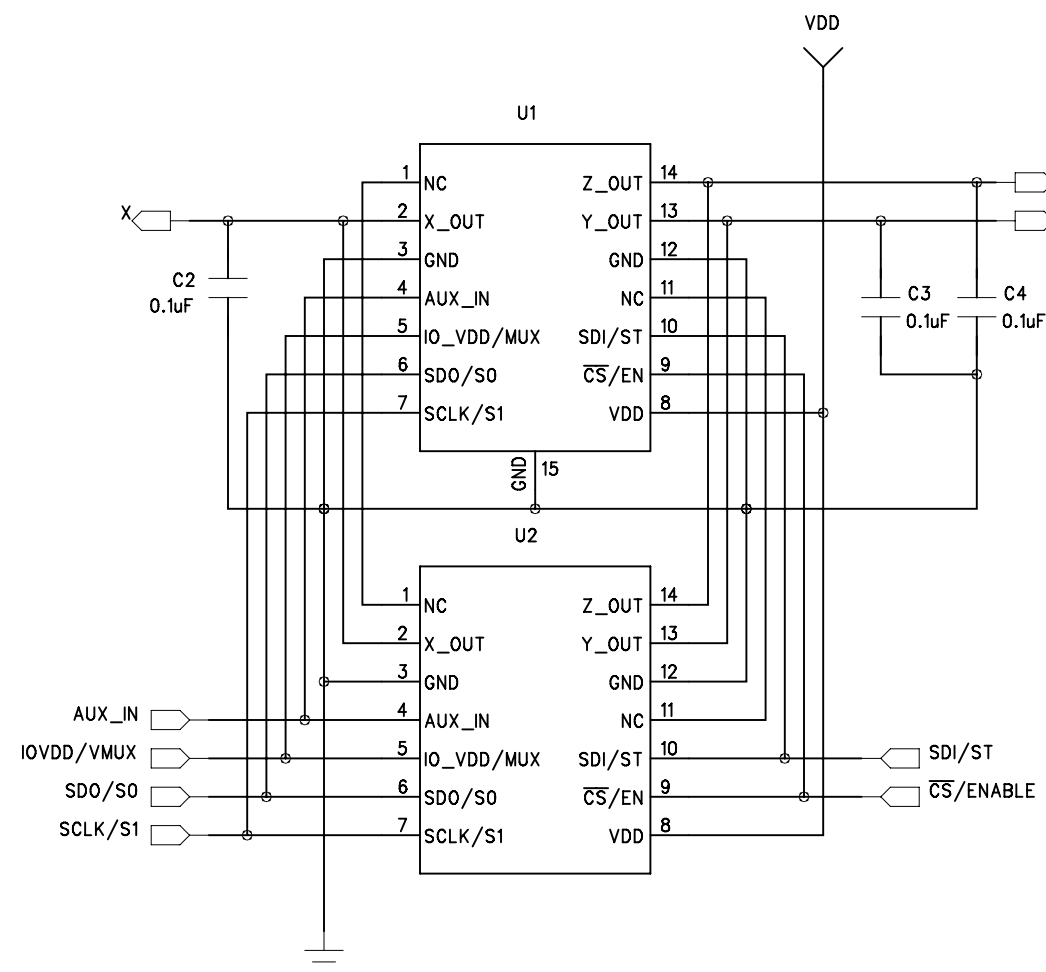 VDD
U1
1 NC Z_OUT 14
X 2 X_OUT Y_OUT 13
3 GND GND 12
C2 0.1uF 4 AUX_IN NC 11 C3 0.1uF C4 0.1uF
5 IO_VDD/MUX SDI/ST 10
6 SDO/S0 CS/EN 9
7 SCLK/S1 VDD 8
GND 15
U2
1 NC Z_OUT 14
2 X_OUT Y_OUT 13
3 GND GND 12
AUX_IN 4 AUX_IN NC 11
IOVDD/VMUX 5 IO_VDD/MUX SDI/ST 10 SDI/ST
SDO/S0 6 SDO/S0 CS/EN 9 CS/ENABLE
SCLK/S1 7 SCLK/S1 VDD 8